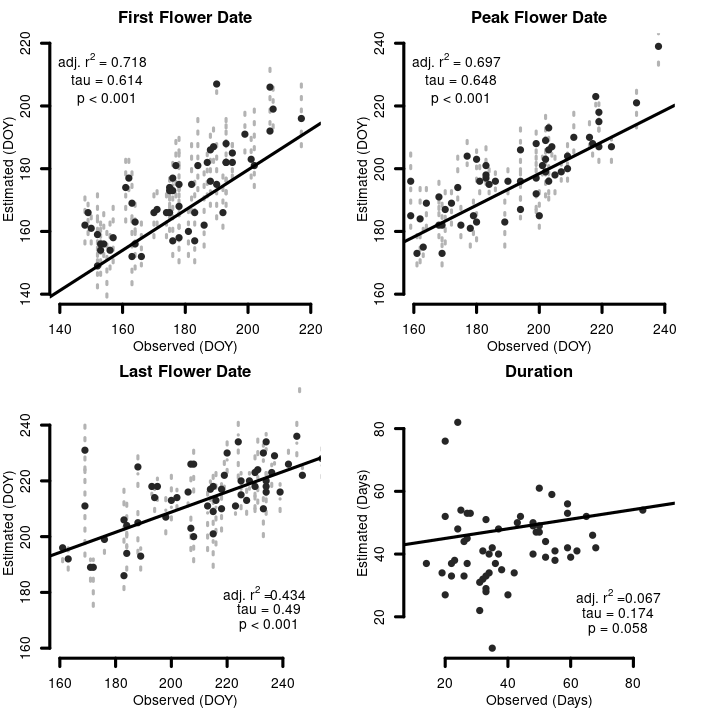 First Flower Date
adj. r² = 0.718
tau = 0.614
p < 0.001
Estimated (DOY)
140 160 180 200 220
140 160 180 200 220
Observed (DOY)
Peak Flower Date
adj. r² = 0.697
tau = 0.648
p < 0.001
Estimated (DOY)
160 180 200 220 240
160 180 200 220 240
Observed (DOY)
Last Flower Date
adj. r² =0.434
tau = 0.49
p < 0.001
Estimated (DOY)
160 180 200 220 240
160 180 200 220 240
Observed (DOY)
Duration
adj. r² =0.067
tau = 0.174
p = 0.058
Estimated (Days)
20 40 60 80
20 40 60 80
Observed (Days)